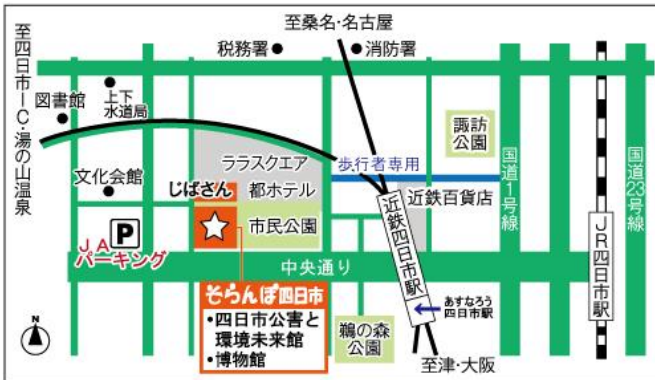 至桑名・名古屋
税務署
消防署
至四日市IC・湯の山温泉
図書館
上下
水道局
諏訪
公園
ララスクエア
歩行者専用
国道1号線
国道23号線
文化会館
じばさん
都ホテル
近鉄百貨店
P
市民公園
近鉄四日市駅
JR四日市駅
JA
パーキング
中央通り
そらんぽ四日市
•四日市公害と
環境未来館
•博物館
あすなろう
四日市駅
鵜の森
公園
N
至津・大阪